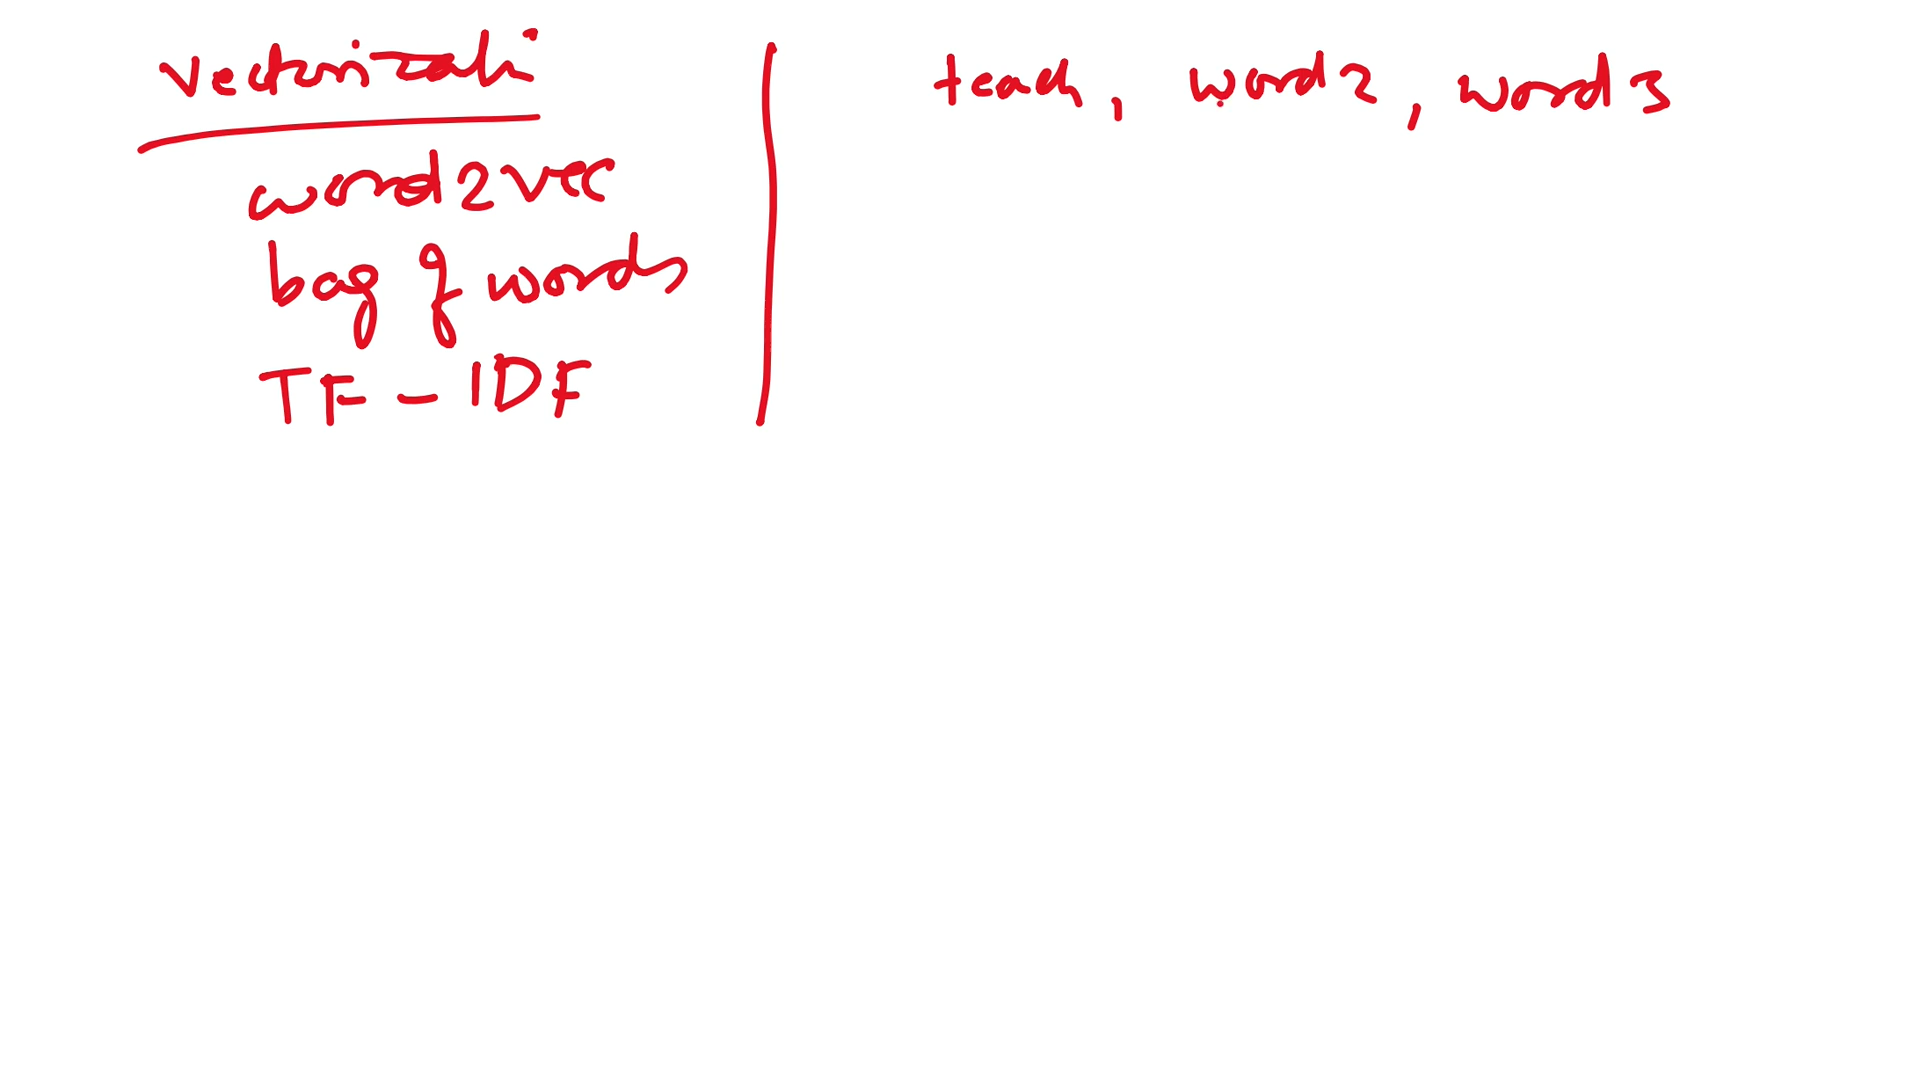 vectorizati
word2vec
bag of words
TF - IDF
teach, word2, word3